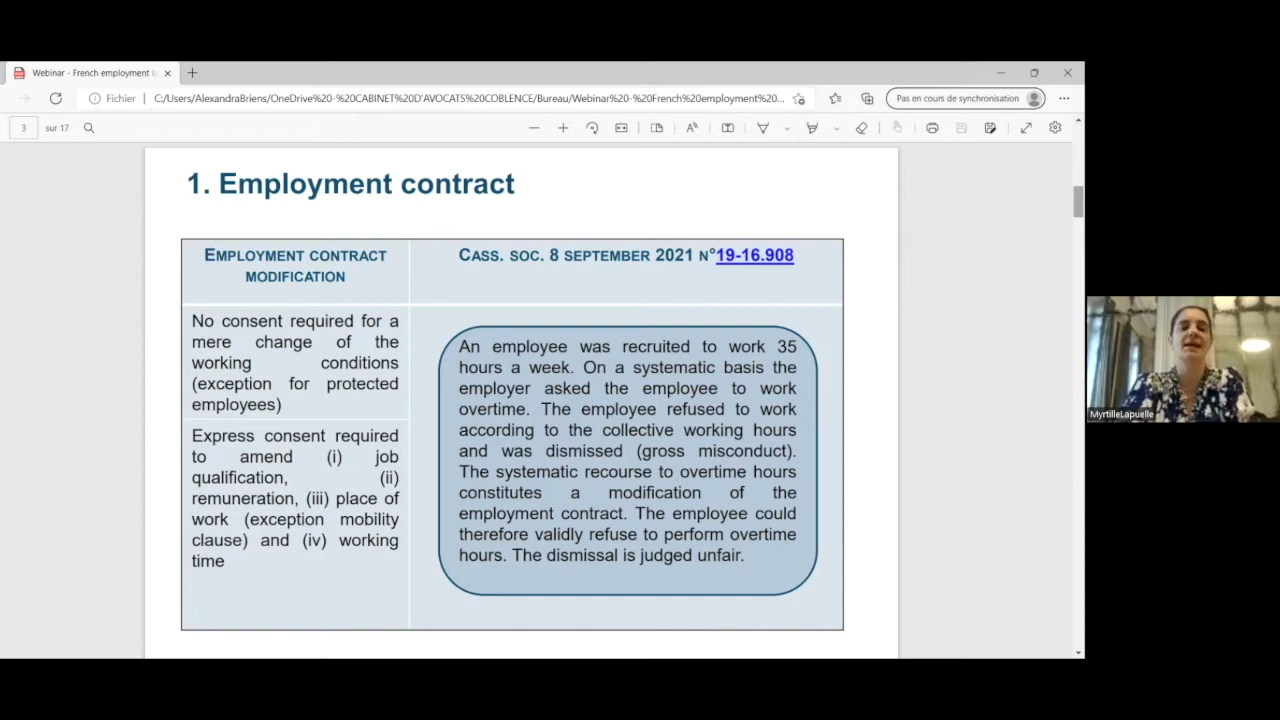 Webinar - French employment l
Fichier
C:/Users/AlexandraBriens/OneDrive%20-%20CABINET%20D'AVOCATS%20COBLENCE/Bureau/Webinar%20-%20French%20employment%20...
Pas en cours de synchronisation
3 sur 17
1. Employment contract
EMPLOYMENT CONTRACT
MODIFICATION
CASS. SOC. 8 SEPTEMBER 2021 N°19-16.908
No consent required for a
mere change of the
working conditions
(exception for protected
employees)
Express consent required
to amend (i) job
qualification, (ii)
remuneration, (iii) place of
work (exception mobility
clause) and (iv) working
time
An employee was recruited to work 35
hours a week. On a systematic basis the
employer asked the employee to work
overtime. The employee refused to work
according to the collective working hours
and was dismissed (gross misconduct).
The systematic recourse to overtime hours
constitutes a modification of the
employment contract. The employee could
therefore validly refuse to perform overtime
hours. The dismissal is judged unfair.
MyrtilleLapuelle